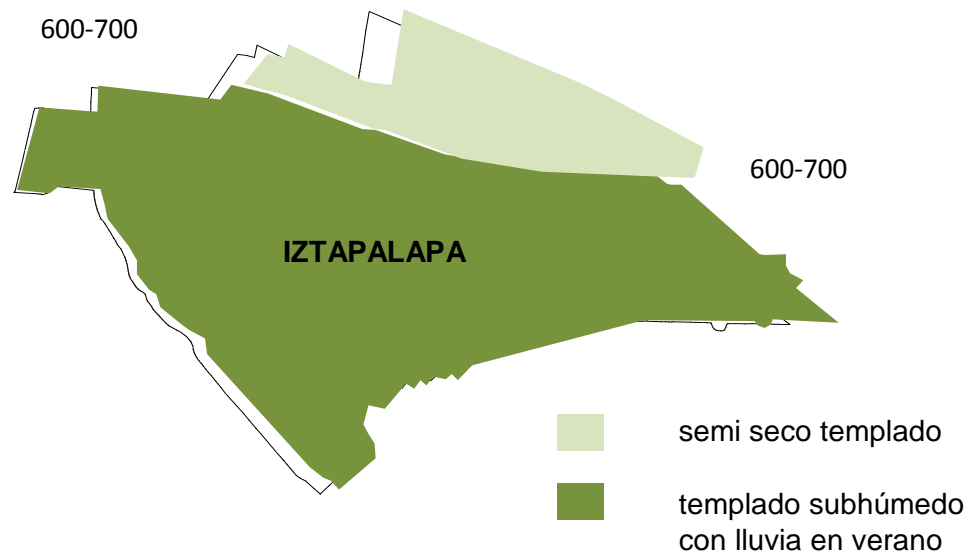 600-700
600-700
IZTAPALAPA
semi seco templado
templado subhúmedo
con lluvia en verano